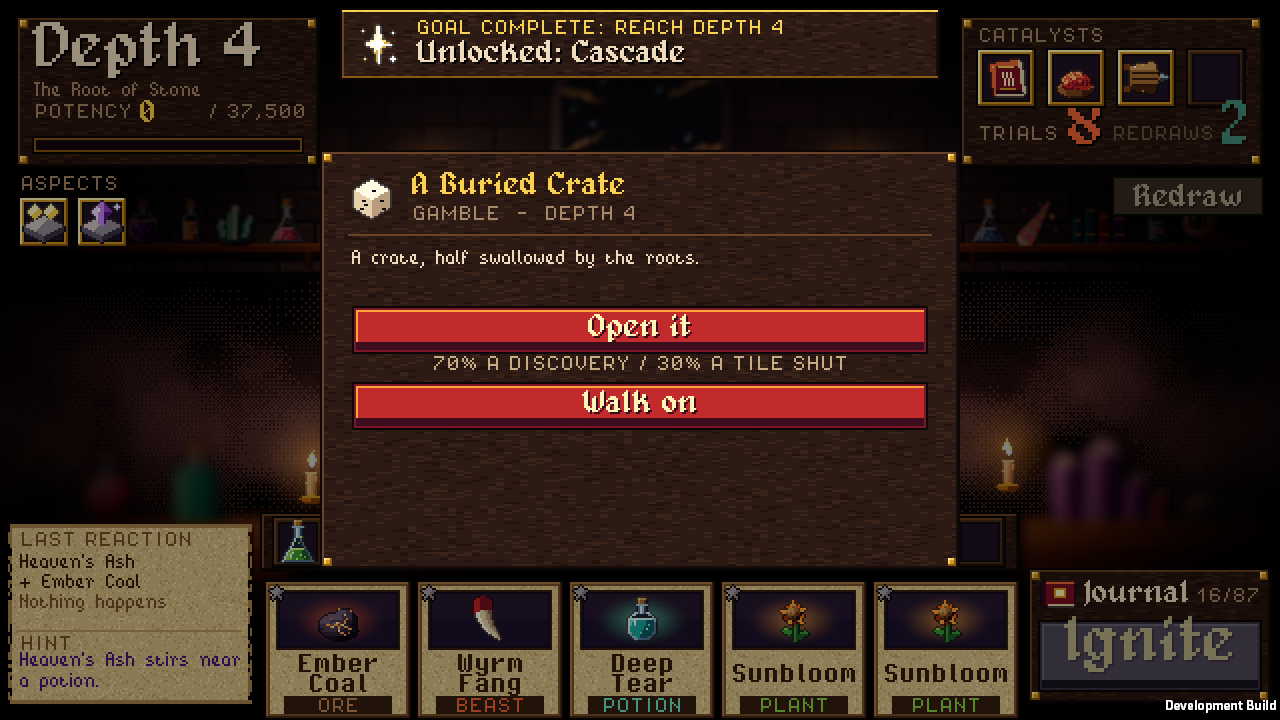 Depth 4
The Root of Stone
POTENCY 0 / 37,500
ASPECTS
GOAL COMPLETE: REACH DEPTH 4
Unlocked: Cascade
CATALYSTS
TRIALS 8 REDRAWS 2
Redraw
A Buried Crate
GAMBLE - DEPTH 4
A crate, half swallowed by the roots.
Open it
70% A DISCOVERY / 30% A TILE SHUT
Walk on
LAST REACTION
Heaven's Ash
+ Ember Coal
Nothing happens
HINT
Heaven's Ash stirs near
a potion.
Ember
Coal
ORE
Wyrm
Fang
BEAST
Deep
Tear
POTION
Sunbloom
PLANT
Sunbloom
PLANT
Journal 16/87
Ignite
Development Build